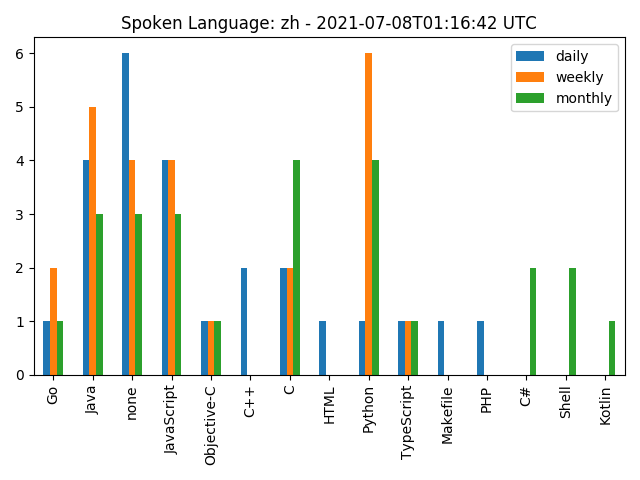 Spoken Language: zh - 2021-07-08T01:16:42 UTC
daily
weekly
monthly
6
5
4
3
2
1
0
Go
Java
none
JavaScript
Objective-C
C++
C
HTML
Python
TypeScript
Makefile
PHP
C#
Shell
Kotlin